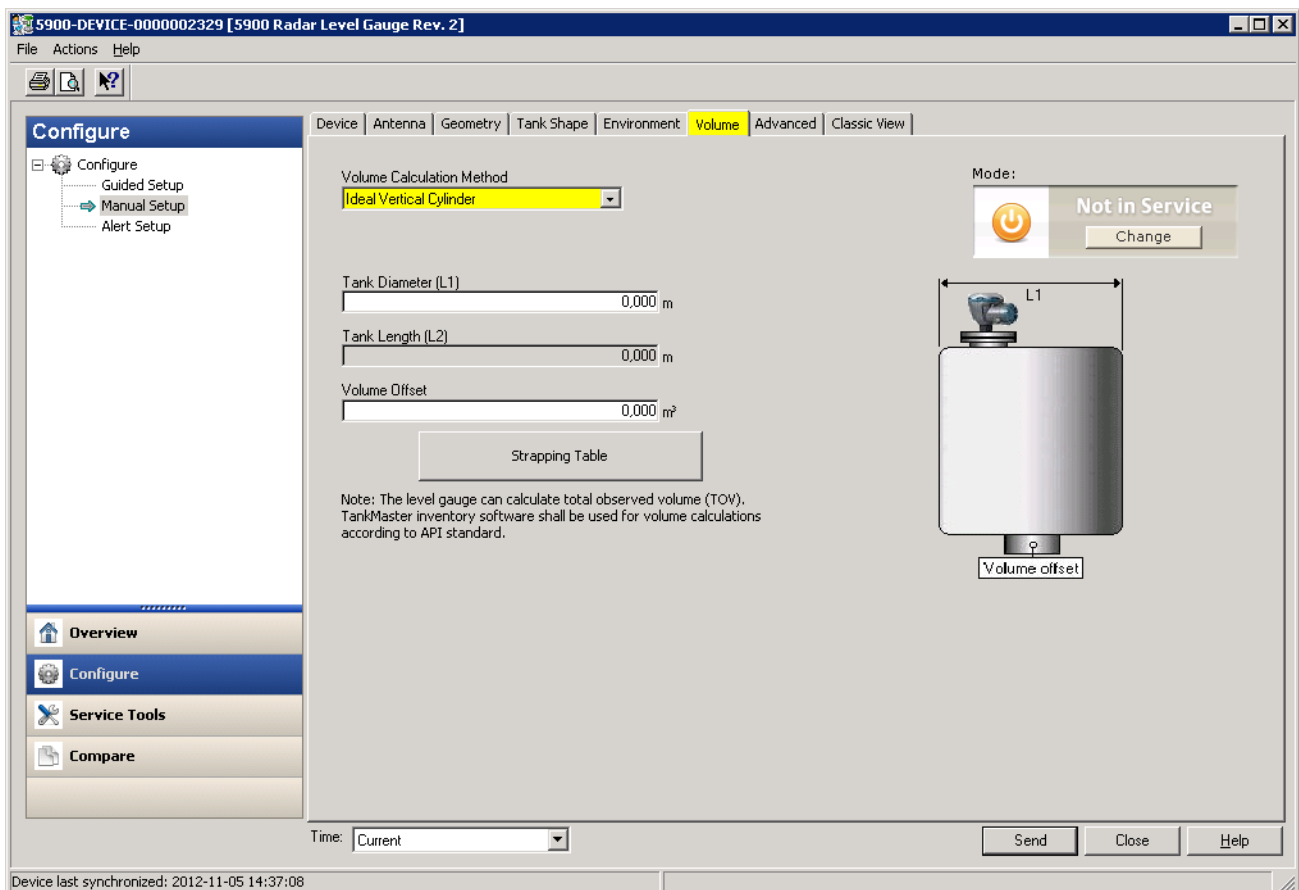 5900-DEVICE-0000002329 [5900 Radar Level Gauge Rev. 2]
File Actions Help
Configure
Configure
Guided Setup
Manual Setup
Alert Setup
Overview
Configure
Service Tools
Compare
Device Antenna Geometry Tank Shape Environment Volume Advanced Classic View
Volume Calculation Method
Ideal Vertical Cylinder
Tank Diameter (L1)
0,000 m
Tank Length (L2)
0,000 m
Volume Offset
0,000 m³
Strapping Table
Note: The level gauge can calculate total observed volume (TOV).
TankMaster inventory software shall be used for volume calculations
according to API standard.
Mode:
Not in Service
Change
L1
Volume offset
Time: Current
Send Close Help
Device last synchronized: 2012-11-05 14:37:08